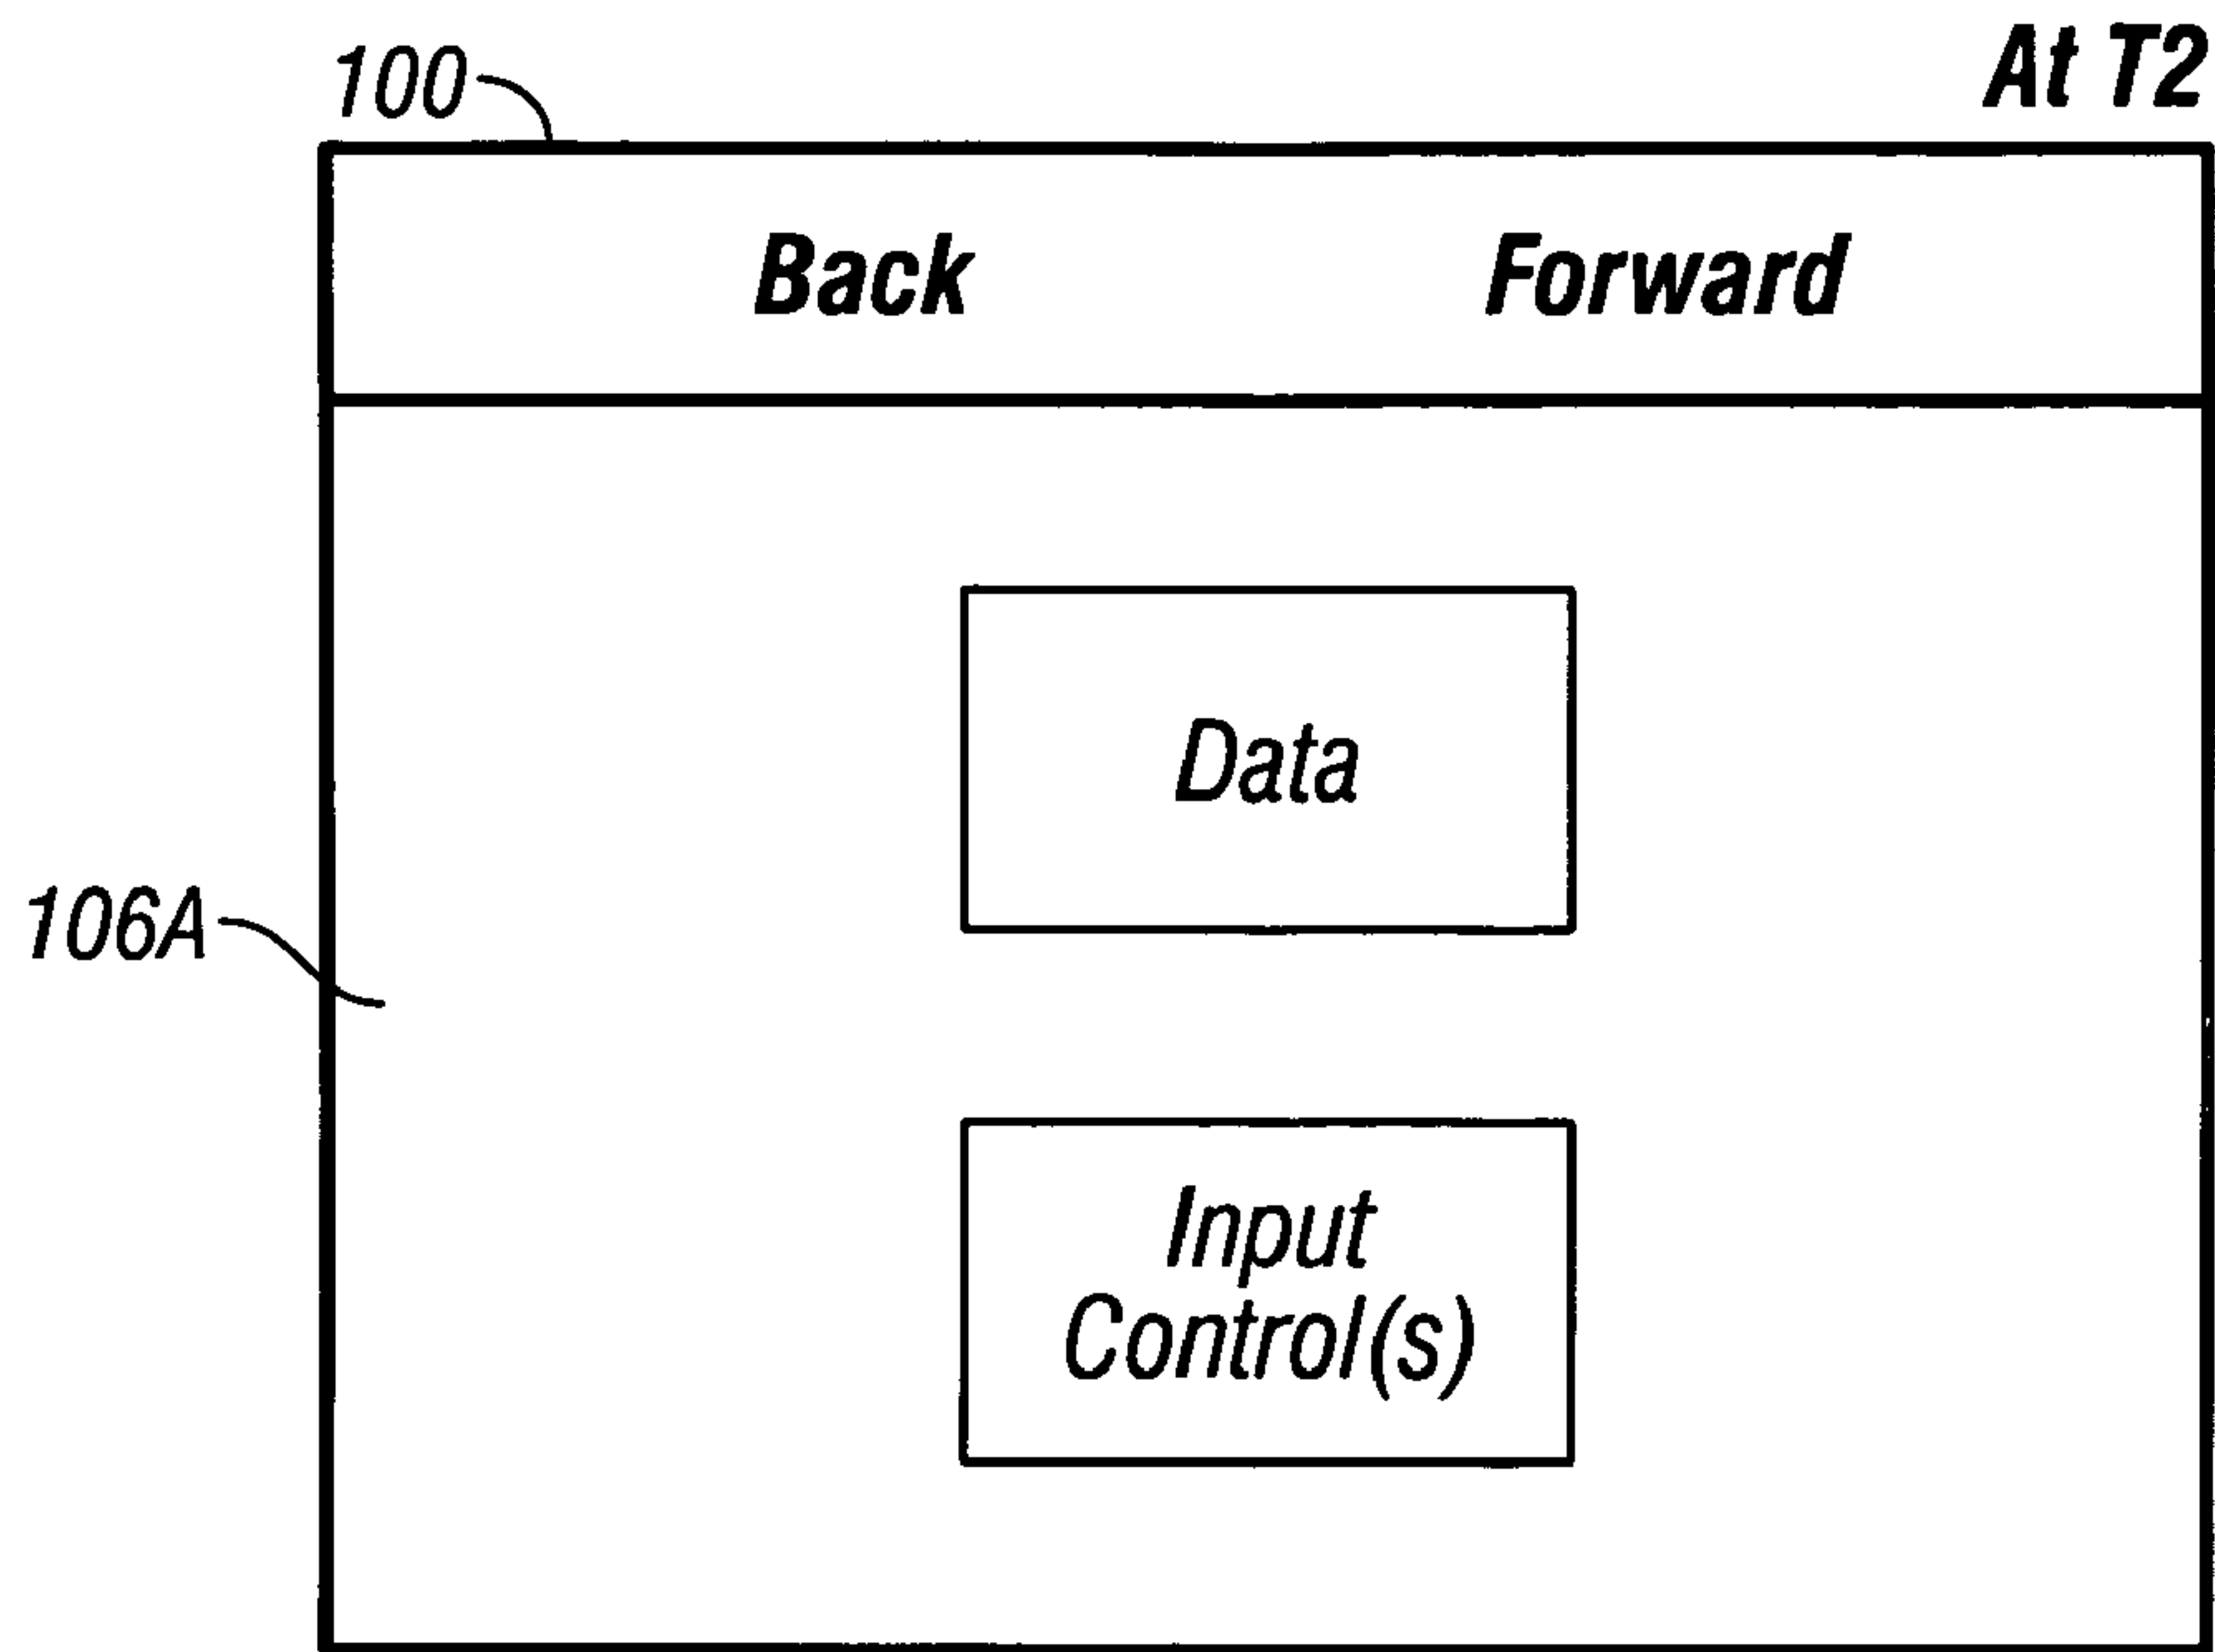 At T2
100
Back Forward
Data
106A
Input
Control(s)